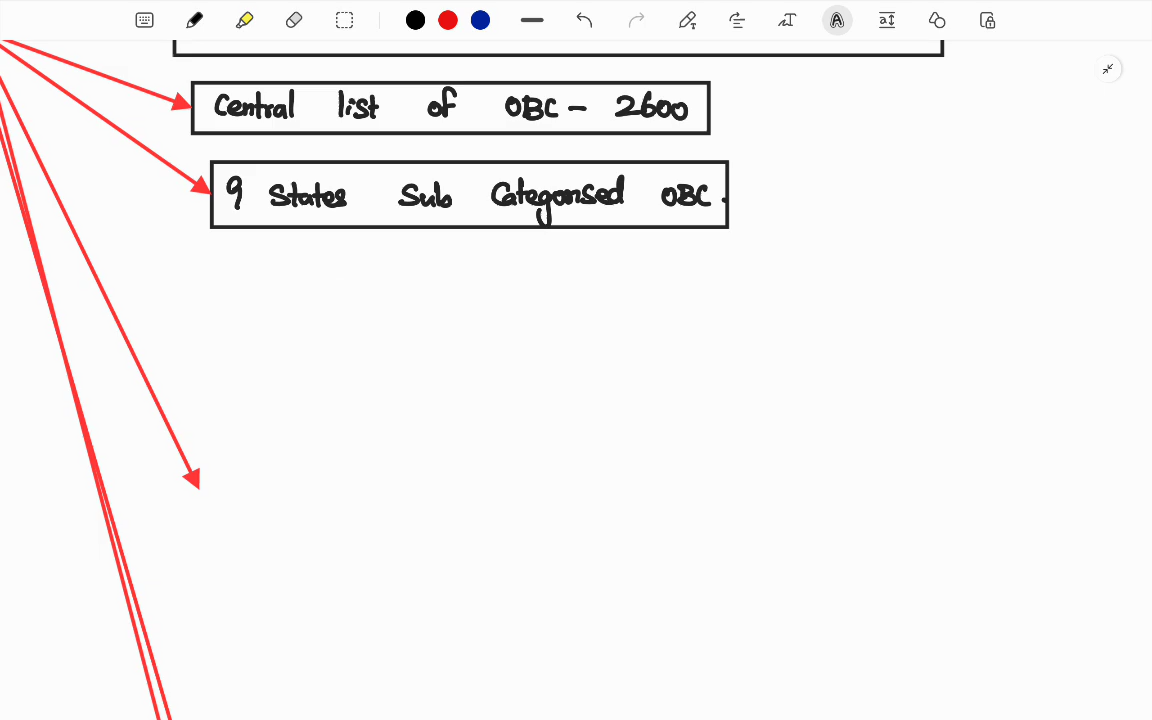 Central list of OBC - 2600
9 States Sub Categorised OBC.